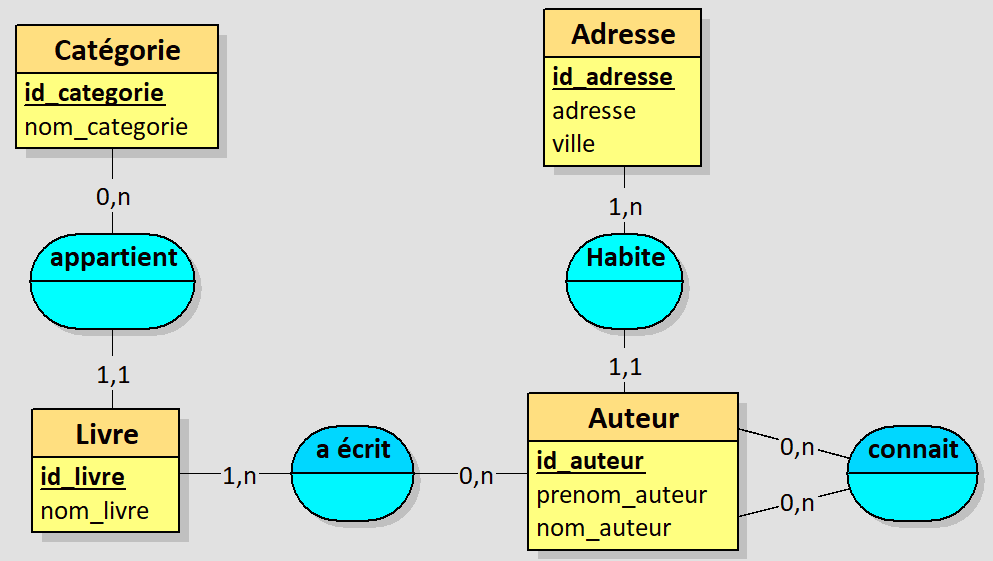 Catégorie
id_categorie
nom_categorie
0,n
appartient
1,1
Livre
id_livre
nom_livre
1,n
a écrit
0,n
Adresse
id_adresse
adresse
ville
1,n
Habite
1,1
Auteur
id_auteur
prenom_auteur
nom_auteur
0,n
0,n
connait